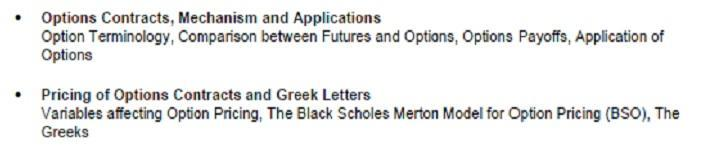 • Options Contracts, Mechanism and Applications
Option Terminology, Comparison between Futures and Options, Options Payoffs, Application of
Options
• Pricing of Options Contracts and Greek Letters
Variables affecting Option Pricing, The Black Scholes Merton Model for Option Pricing (BSO), The
Greeks